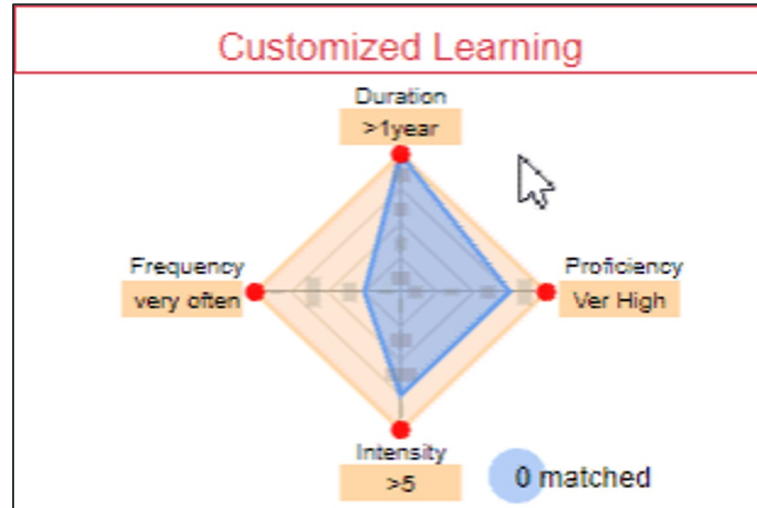 Customized Learning
Duration
>1year
Frequency
very often
Proficiency
Ver High
Intensity
>5
0 matched